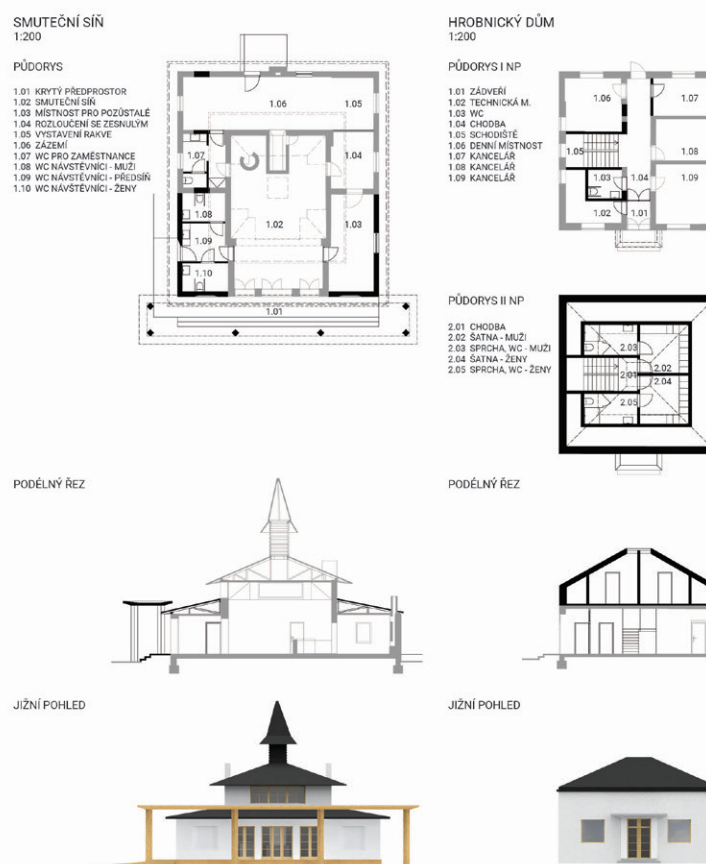 SMUTEČNÍ SÍŇ
1:200
PŮDORYS
1.01 KRYTÝ PŘEDPROSTOR
1.02 SMUTEČNÍ SÍŇ
1.03 MÍSTNOST PRO POZŮSTALÉ
1.04 ROZLOUČENÍ SE ZESNULÝM
1.05 VYSTAVENÍ RAKVE
1.06 ZÁZEMÍ
1.07 WC PRO ZAMĚSTNANCE
1.08 WC NÁVŠTĚVNÍCI - MUŽI
1.09 WC NÁVŠTĚVNÍCI - PŘEDSÍŇ
1.10 WC NÁVŠTĚVNÍCI - ŽENY
1.06
1.05
1.07
1.04
1.08
1.02
1.03
1.09
1.10
1.01
HROBNICKÝ DŮM
1:200
PŮDORYS I NP
1.01 ZÁDVEŘÍ
1.02 TECHNICKÁ M.
1.03 WC
1.04 CHODBA
1.05 SCHODIŠTĚ
1.06 DENNÍ MÍSTNOST
1.07 KANCELÁŘ
1.08 KANCELÁŘ
1.09 KANCELÁŘ
1.06
1.07
1.05
1.08
1.03
1.04
1.09
1.02
1.01
PŮDORYS II NP
2.01 CHODBA
2.02 ŠATNA - MUŽI
2.03 SPRCHA, WC - MUŽI
2.04 ŠATNA - ŽENY
2.05 SPRCHA, WC - ŽENY
2.03
2.02
2.01
2.04
2.05
PODÉLNÝ ŘEZ
PODÉLNÝ ŘEZ
JIŽNÍ POHLED
JIŽNÍ POHLED